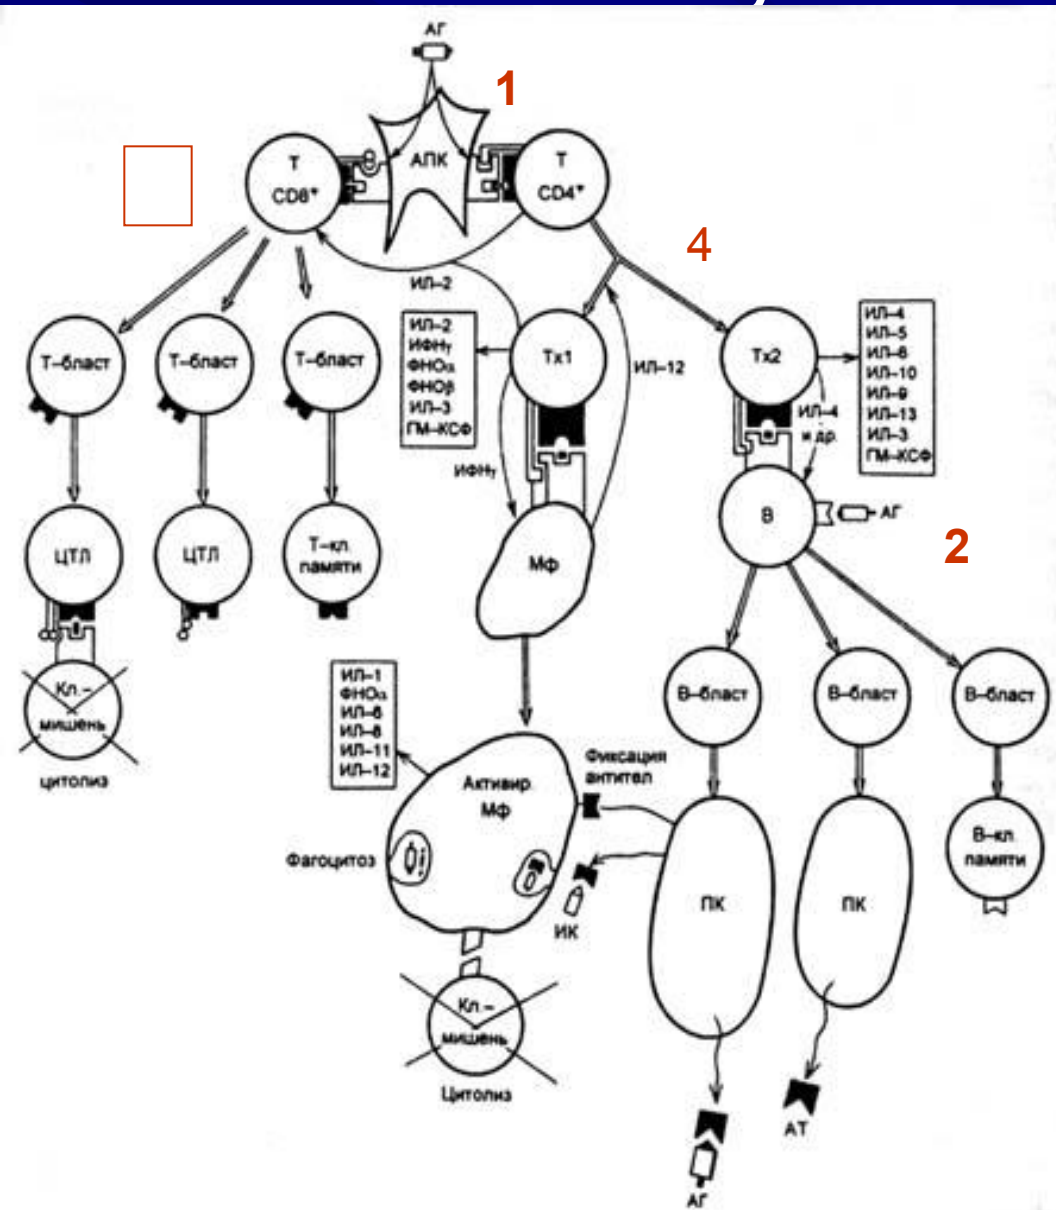 АГ
1
АПК
Т
CD8+
Т
CD4+
4
ИЛ-2
ИЛ-2
ИФНγ
ФНОα
ФНОβ
ИЛ-3
ГМ-КСФ
Тх1
ИЛ-12
Тх2
ИЛ-4
ИЛ-5
ИЛ-6
ИЛ-10
ИЛ-9
ИЛ-13
ИЛ-3
ГМ-КСФ
Т-бласт
Т-бласт
Т-бласт
ИЛ-4
и др.
ИФНγ
В
АГ
2
ЦТЛ
ЦТЛ
Т-кл.
памяти
Мф
Кл.-
мишень
цитолиз
ИЛ-1
ФНОα
ИЛ-6
ИЛ-8
ИЛ-11
ИЛ-12
В-бласт
В-бласт
В-бласт
Фиксация
антител
Активир.
Мф
Фагоцитоз
В-кл.
памяти
ПК
ПК
ИК
Кл.-
мишень
Цитолиз
АТ
АГ